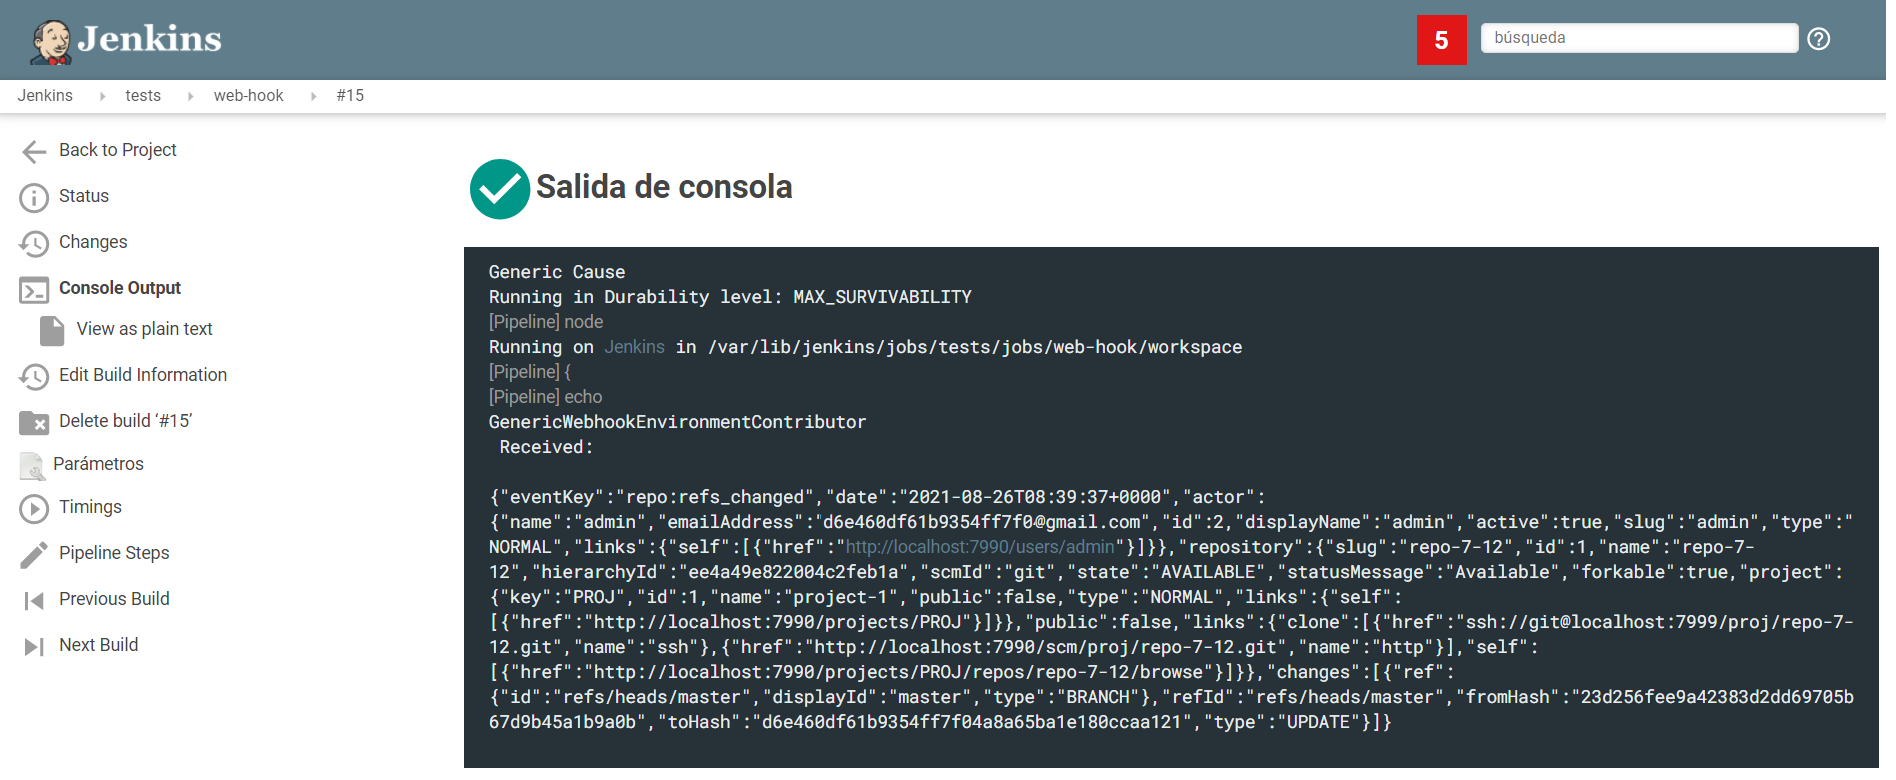 Jenkins
5
búsqueda
Jenkins tests web-hook #15
Back to Project
Status
Changes
Console Output
View as plain text
Edit Build Information
Delete build ‘#15’
Parámetros
Timings
Pipeline Steps
Previous Build
Next Build
Salida de consola
Generic Cause
Running in Durability level: MAX_SURVIVABILITY
[Pipeline] node
Running on Jenkins in /var/lib/jenkins/jobs/tests/jobs/web-hook/workspace
[Pipeline] {
[Pipeline] echo
GenericWebhookEnvironmentContributor
Received:
{"eventKey":"repo:refs_changed","date":"2021-08-26T08:39:37+0000","actor":
{"name":"admin","emailAddress":"d6e460df61b9354ff7f0@gmail.com","id":2,"displayName":"admin","active":true,"slug":"admin","type":"
NORMAL","links":{"self":[{"href":"http://localhost:7990/users/admin"}]}},"repository":{"slug":"repo-7-12","id":1,"name":"repo-7-
12","hierarchyId":"ee4a49e822004c2feb1a","scmId":"git","state":"AVAILABLE","statusMessage":"Available","forkable":true,"project":
{"key":"PROJ","id":1,"name":"project-1","public":false,"type":"NORMAL","links":{"self":
[{"href":"http://localhost:7990/projects/PROJ"}]}},"public":false,"links":{"clone":[{"href":"ssh://git@localhost:7999/proj/repo-7-
12.git","name":"ssh"},{"href":"http://localhost:7990/scm/proj/repo-7-12.git","name":"http"}],"self":
[{"href":"http://localhost:7990/projects/PROJ/repos/repo-7-12/browse"}]}},"changes":[{"ref":
{"id":"refs/heads/master","displayId":"master","type":"BRANCH"},"refId":"refs/heads/master","fromHash":"23d256fee9a42383d2dd69705b
67d9b45a1b9a0b","toHash":"d6e460df61b9354ff7f04a8a65ba1e180ccaa121","type":"UPDATE"}]}